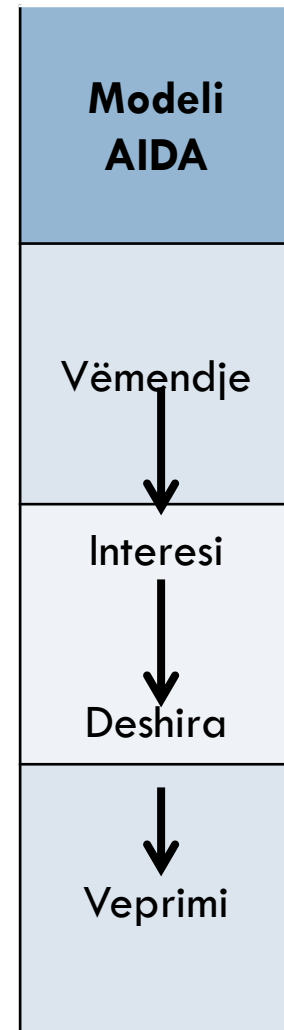 Modeli
AIDA
Vëmendje
Interesi
Deshira
Veprimi